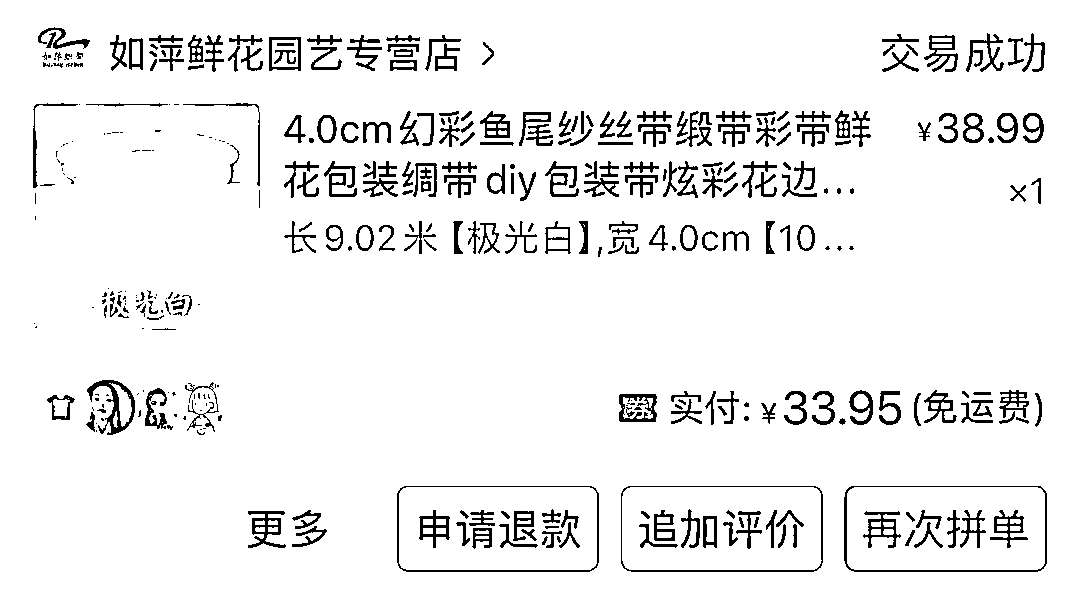 如萍鲜花园艺专营店 >
交易成功
4.0cm幻彩鱼尾纱丝带缎带彩带鲜
花包装绸带diy包装带炫彩花边...
¥38.99
×1
长9.02米【极光白】,宽4.0cm【10...
极光白
券 实付: ¥33.95 (免运费)
更多
申请退款
追加评价
再次拼单